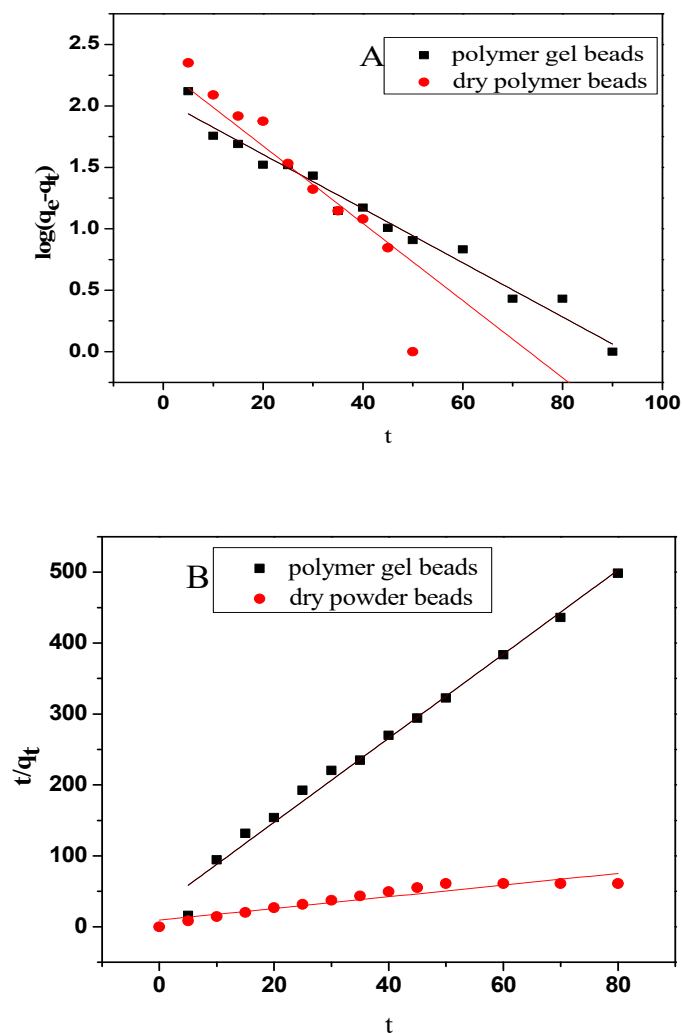 A
polymer gel beads
dry polymer beads
log(qe-qt)
2.5
2.0
1.5
1.0
0.5
0.0
0 20 40 60 80 100
t
B
polymer gel beads
dry powder beads
t/qt
500
400
300
200
100
0
0 20 40 60 80
t